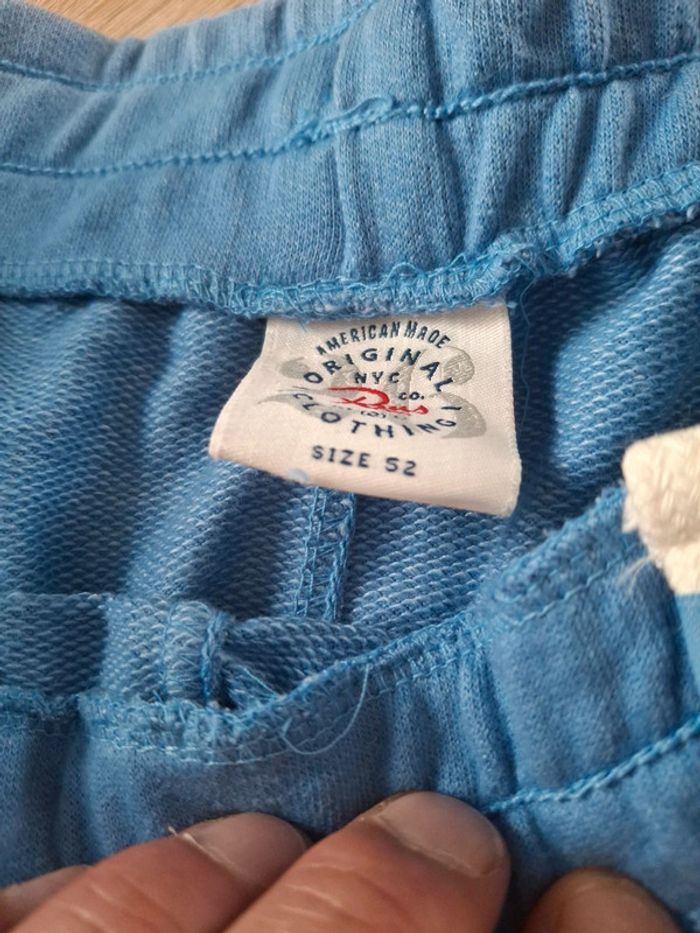 AMERICAN MADE
ORIGINAL
NYC
CO.
CLOTHING
SIZE 52